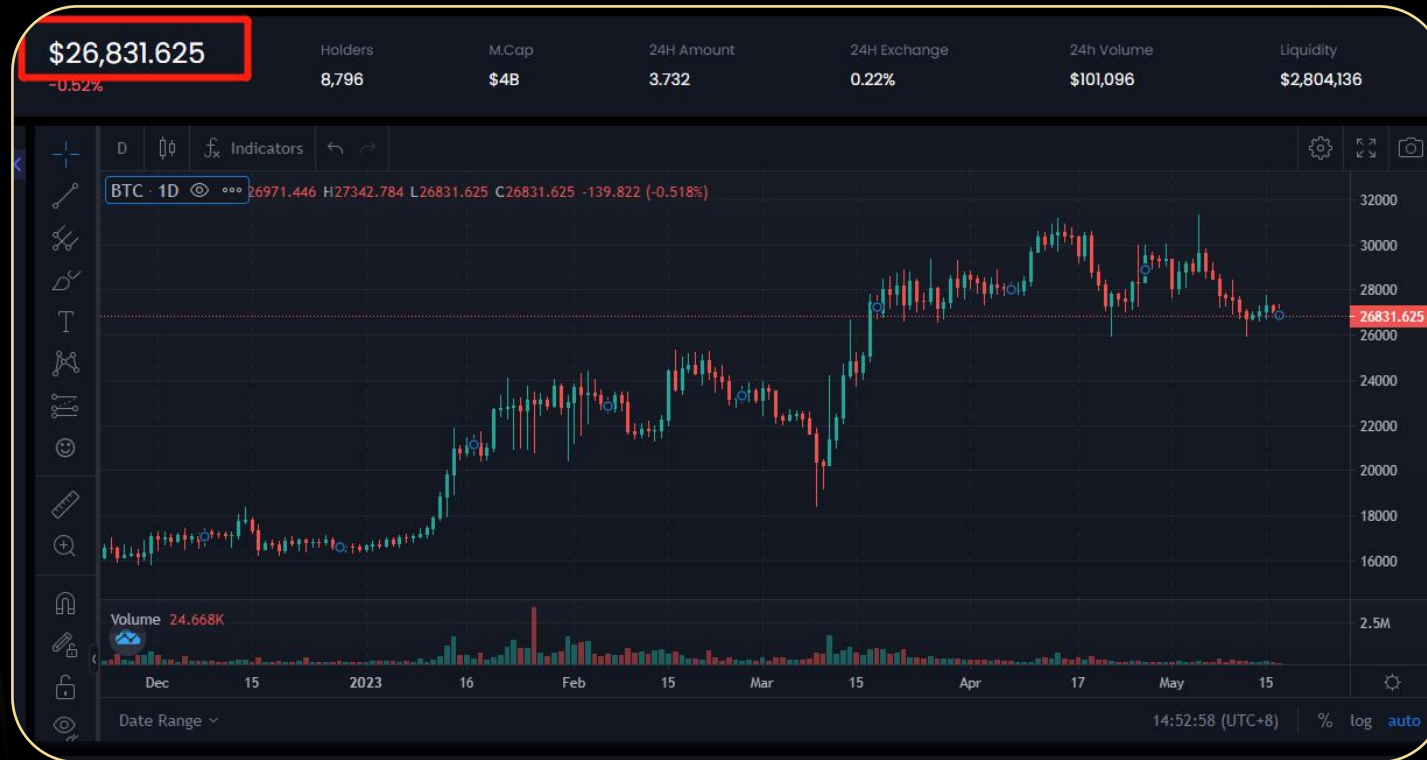 $26,831.625
-0.52%
Holders
8,796
M.Cap
$4B
24H Amount
3.732
24H Exchange
0.22%
24h Volume
$101,096
Liquidity
$2,804,136
D
Indicators
BTC · 1D 26971.446 H27342.784 L26831.625 C26831.625 -139.822 (-0.518%)
32000
30000
28000
26831.625
26000
24000
22000
20000
18000
16000
Volume 24.668K
2.5M
Dec 15 2023 16 Feb 15 Mar 15 Apr 17 May 15
Date Range
14:52:58 (UTC+8) % log auto